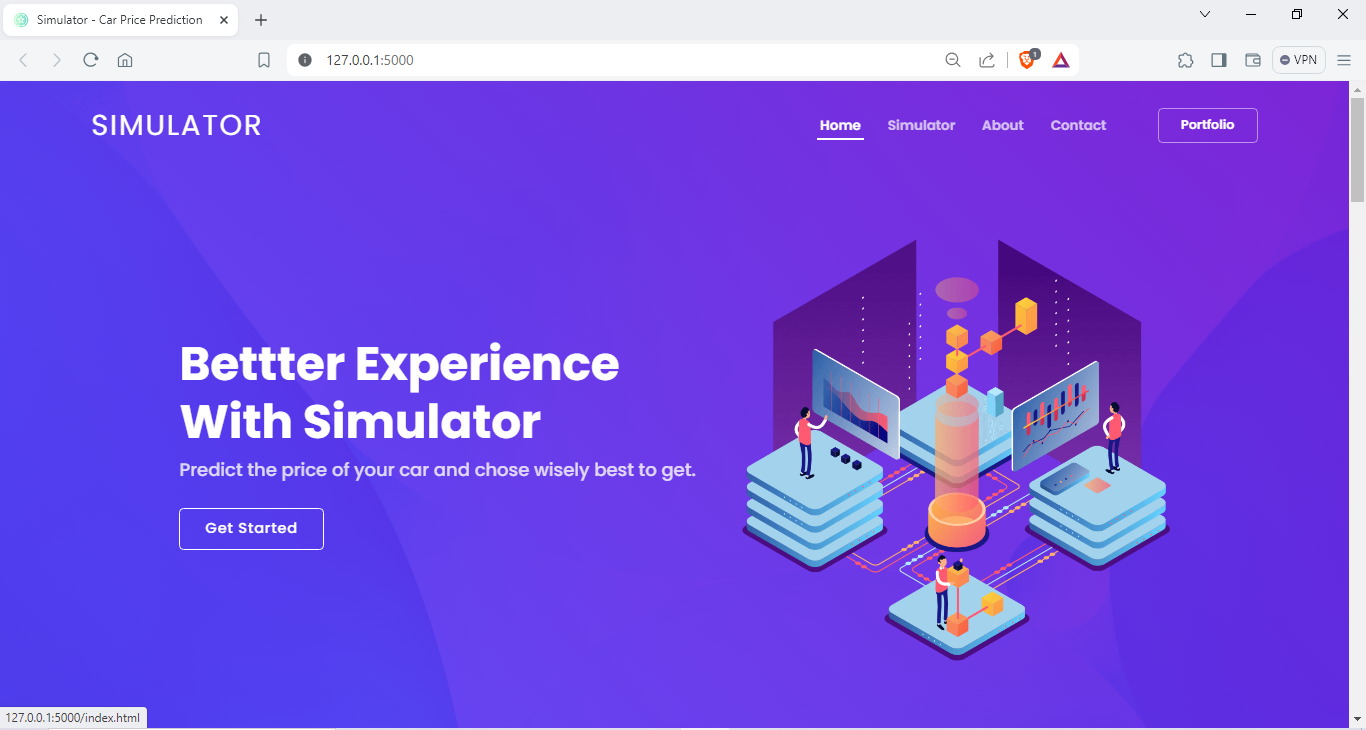 Simulator - Car Price Prediction
127.0.0.1:5000
1
VPN
SIMULATOR
Home Simulator About Contact Portfolio
Bettter Experience
With Simulator
Predict the price of your car and chose wisely best to get.
Get Started
127.0.0.1:5000/index.html